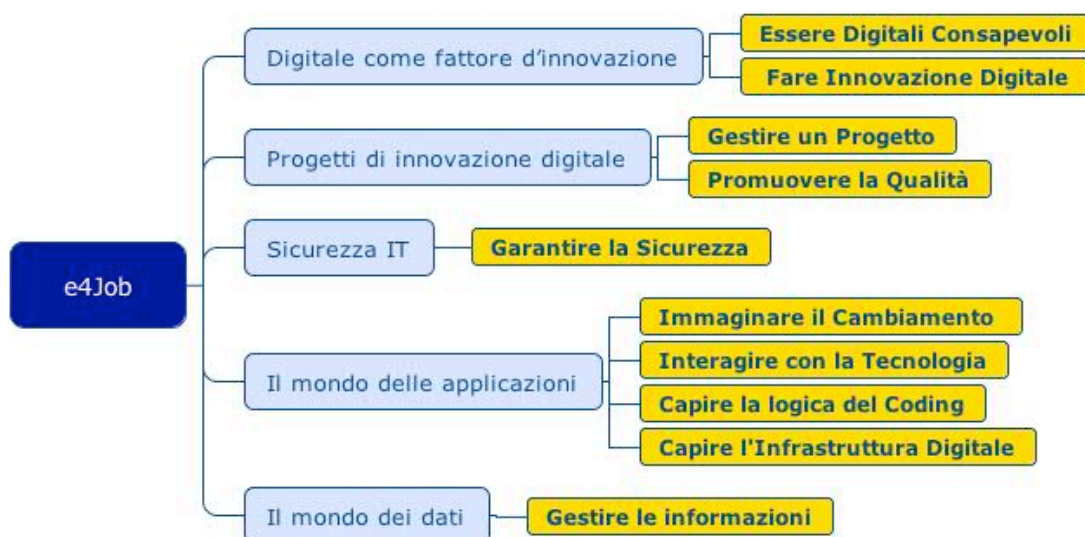 e4Job
Digitale come fattore d’innovazione
Essere Digitali Consapevoli
Fare Innovazione Digitale
Progetti di innovazione digitale
Gestire un Progetto
Promuovere la Qualità
Sicurezza IT
Garantire la Sicurezza
Il mondo delle applicazioni
Immaginare il Cambiamento
Interagire con la Tecnologia
Capire la logica del Coding
Capire l'Infrastruttura Digitale
Il mondo dei dati
Gestire le informazioni